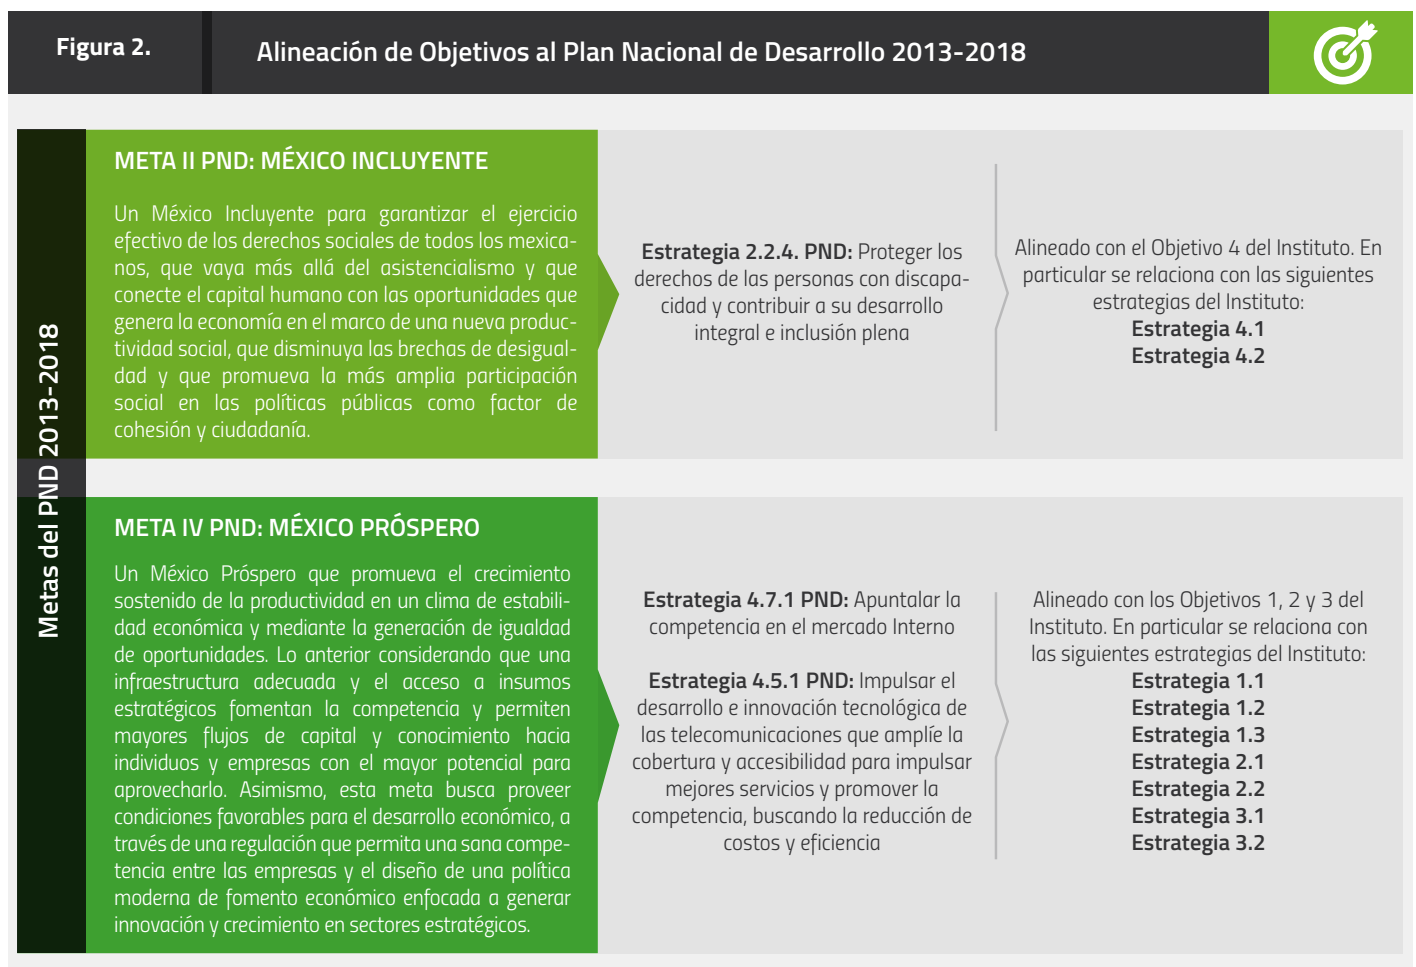 Figura 2.
Alineación de Objetivos al Plan Nacional de Desarrollo 2013-2018
Metas del PND 2013-2018
META II PND: MÉXICO INCLUYENTE
Un México Incluyente para garantizar el ejercicio
efectivo de los derechos sociales de todos los mexica-
nos, que vaya más allá del asistencialismo y que
conecte el capital humano con las oportunidades que
genera la economía en el marco de una nueva produc-
tividad social, que disminuya las brechas de desigual-
dad y que promueva la más amplia participación
social en las políticas públicas como factor de
cohesión y ciudadanía.
Estrategia 2.2.4. PND: Proteger los
derechos de las personas con discapa-
cidad y contribuir a su desarrollo
integral e inclusión plena
Alineado con el Objetivo 4 del Instituto. En
particular se relaciona con las siguientes
estrategias del Instituto:
Estrategia 4.1
Estrategia 4.2
META IV PND: MÉXICO PRÓSPERO
Un México Próspero que promueva el crecimiento
sostenido de la productividad en un clima de estabili-
dad económica y mediante la generación de igualdad
de oportunidades. Lo anterior considerando que una
infraestructura adecuada y el acceso a insumos
estratégicos fomentan la competencia y permiten
mayores flujos de capital y conocimiento hacia
individuos y empresas con el mayor potencial para
aprovecharlo. Asimismo, esta meta busca proveer
condiciones favorables para el desarrollo económico, a
través de una regulación que permita una sana compe-
tencia entre las empresas y el diseño de una política
moderna de fomento económico enfocada a generar
innovación y crecimiento en sectores estratégicos.
Estrategia 4.7.1 PND: Apuntalar la
competencia en el mercado Interno
Estrategia 4.5.1 PND: Impulsar el
desarrollo e innovación tecnológica de
las telecomunicaciones que amplíe la
cobertura y accesibilidad para impulsar
mejores servicios y promover la
competencia, buscando la reducción de
costos y eficiencia
Alineado con los Objetivos 1, 2 y 3 del
Instituto. En particular se relaciona con
las siguientes estrategias del Instituto:
Estrategia 1.1
Estrategia 1.2
Estrategia 1.3
Estrategia 2.1
Estrategia 2.2
Estrategia 3.1
Estrategia 3.2